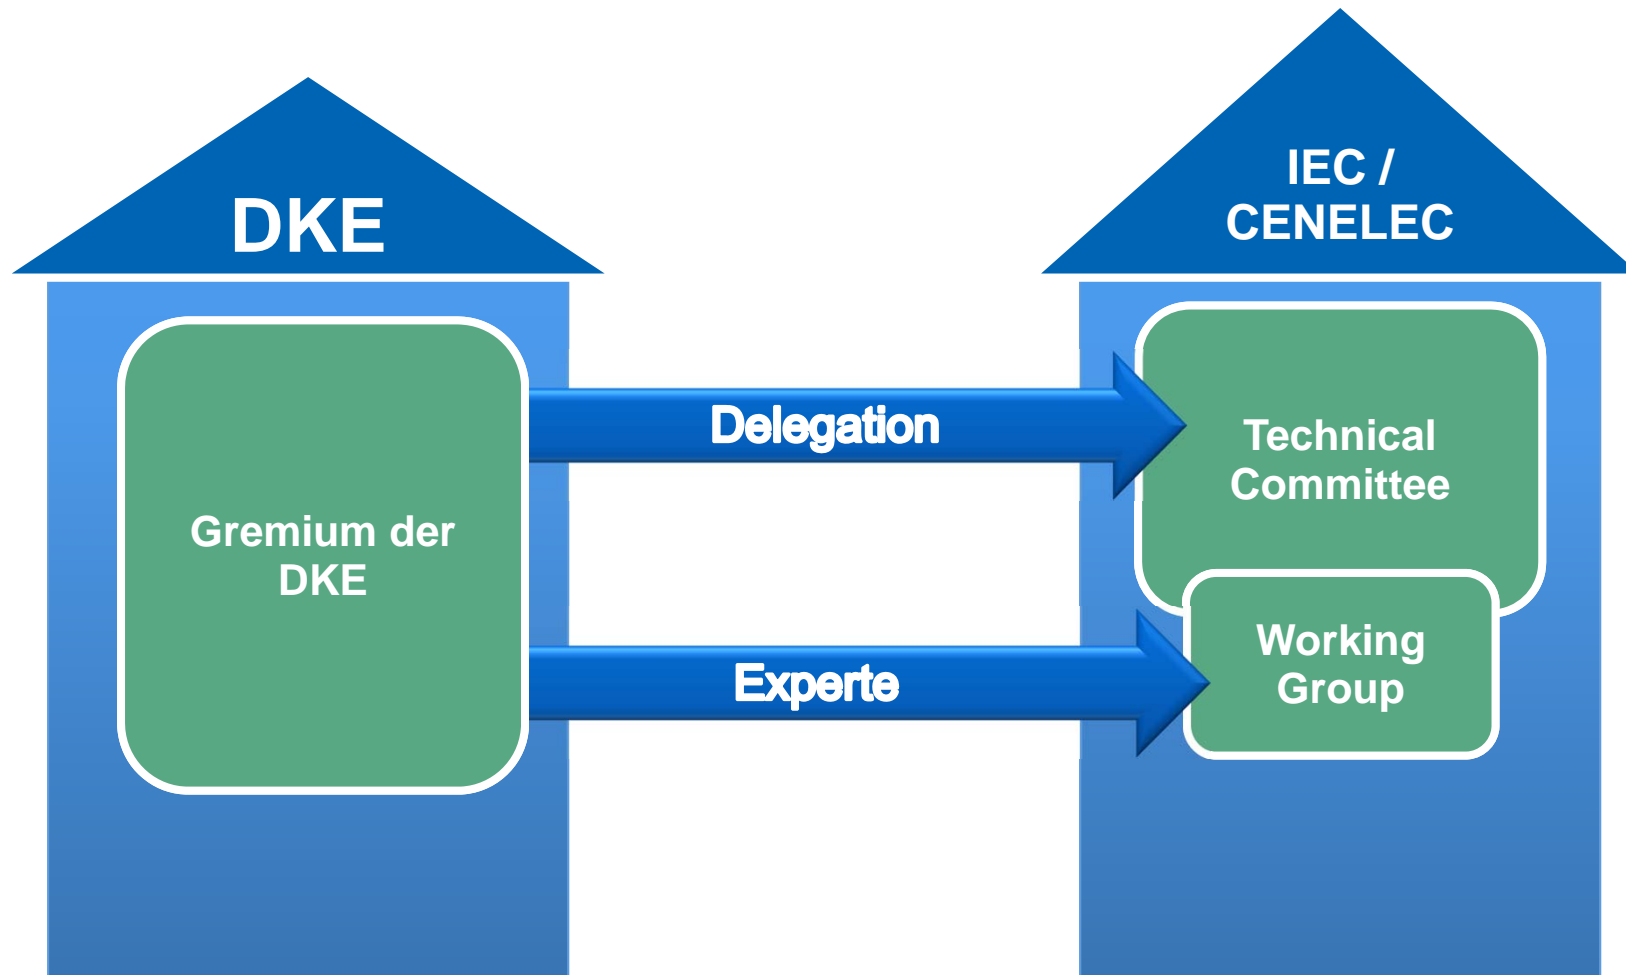 DKE
IEC /
CENELEC
Gremium der
DKE
Delegation
Experte
Technical
Committee
Working
Group